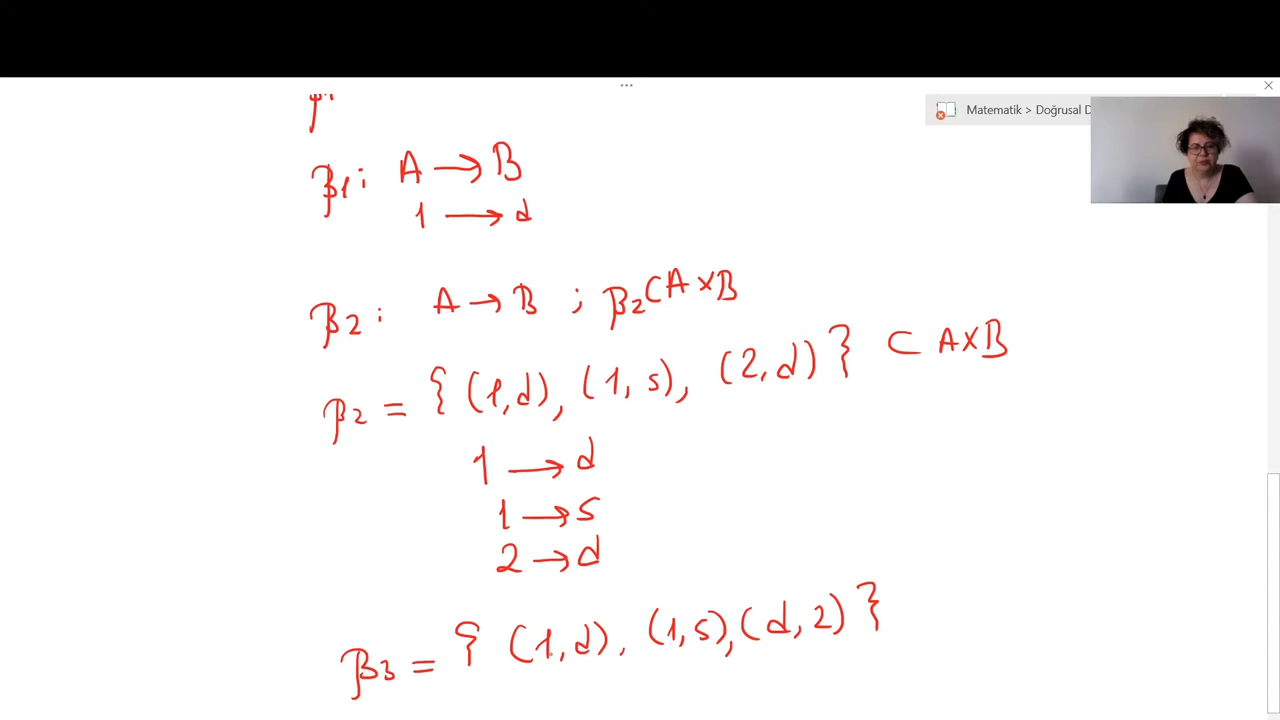 Matematik > Doğrusal D
β1: A → B
1 → d
β2: A → B ; β2 ⊂ A × B
β2 = { (1,d), (1, s), (2,d) } ⊂ A×B
1 → d
1 → s
2 → d
β3 = { (1,d), (1,s), (d,2) }